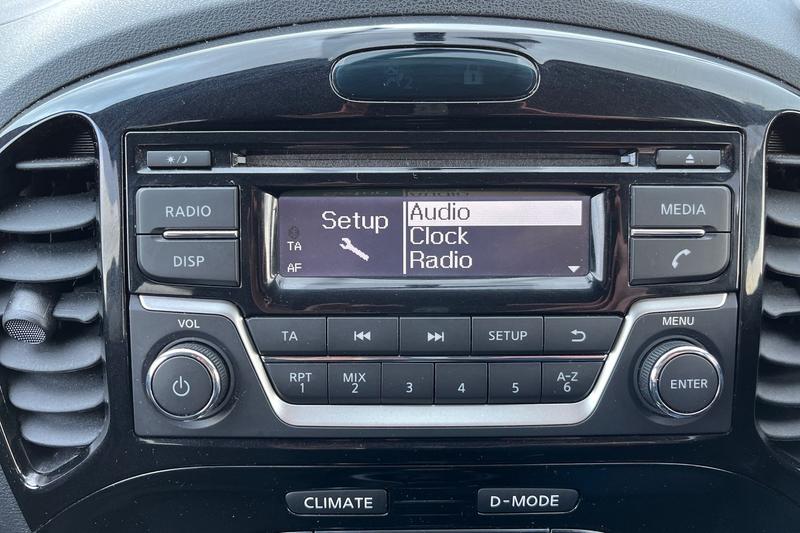 RADIO
DISP
Setup
TA
AF
Audio
Clock
Radio
MEDIA
VOL
TA
SETUP
MENU
RPT
1
MIX
2
3
4
5
A-Z
6
ENTER
CLIMATE
D-MODE